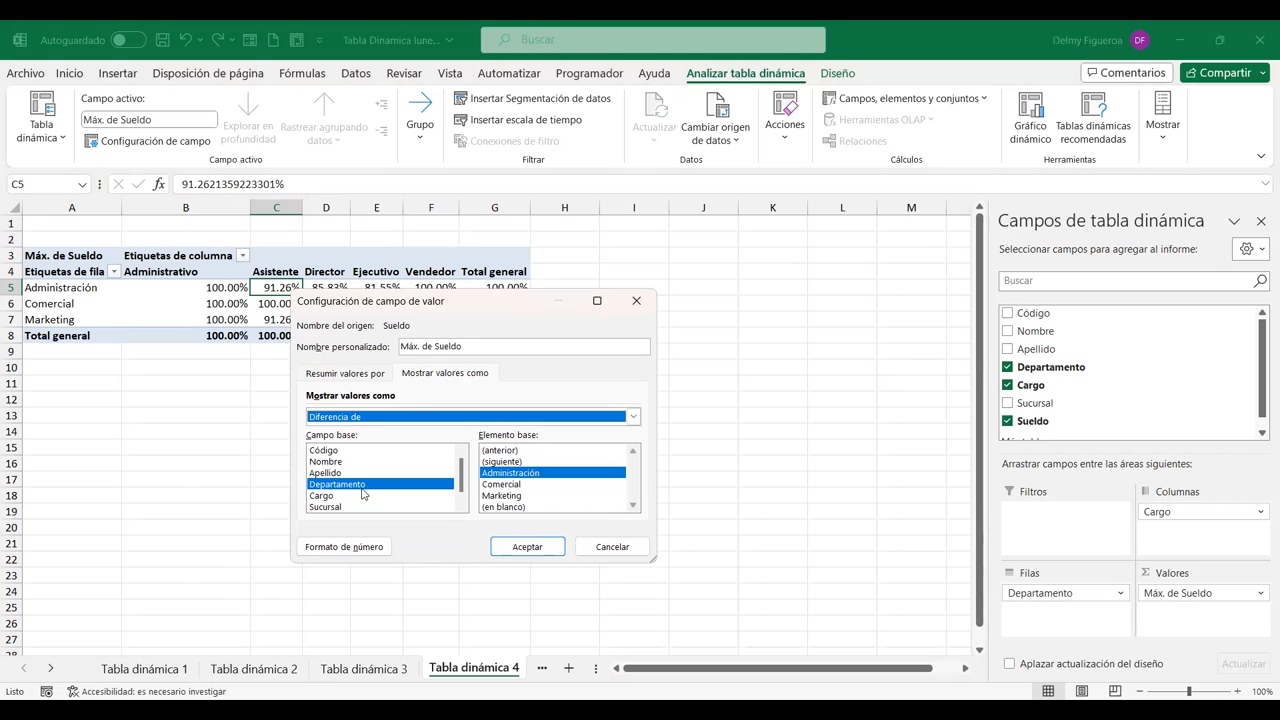 Autoguardado
Tabla Dinamica lune...
Buscar
Delmy Figueroa
DF
Archivo
Inicio
Insertar
Disposición de página
Fórmulas
Datos
Revisar
Vista
Automatizar
Programador
Ayuda
Analizar tabla dinámica
Diseño
Comentarios
Compartir
Tabla
dinámica
Campo activo:
Máx. de Sueldo
Configuración de campo
Explorar en
profundidad
Rastrear agrupando
datos
Campo activo
Grupo
Insertar Segmentación de datos
Insertar escala de tiempo
Conexiones de filtro
Filtrar
Actualizar
Cambiar origen
de datos
Datos
Acciones
Campos, elementos y conjuntos
Herramientas OLAP
Relaciones
Cálculos
Gráfico
dinámico
Tablas dinámicas
recomendadas
Herramientas
Mostrar
C5
fx
91.2621359223301%
A B C D E F G H I J K L M
1
2
3 Máx. de Sueldo Etiquetas de columna
4 Etiquetas de fila Administrativo Asistente Director Ejecutivo Vendedor Total general
5 Administración 100.00% 91.26% 85.83% 81.55% 100.00% 100.00%
6 Comercial 100.00% 100.00
7 Marketing 100.00% 91.26
8 Total general 100.00% 100.00
9
10
11
12
13
14
15
16
17
18
19
20
21
22
23
24
25
26
27
28
Configuración de campo de valor
Nombre del origen: Sueldo
Nombre personalizado: Máx. de Sueldo
Resumir valores por
Mostrar valores como
Mostrar valores como
Diferencia de
Campo base:
Código
Nombre
Apellido
Departamento
Cargo
Sucursal
Elemento base:
(anterior)
(siguiente)
Administración
Comercial
Marketing
(en blanco)
Formato de número
Aceptar
Cancelar
Campos de tabla dinámica
Seleccionar campos para agregar al informe:
Buscar
Código
Nombre
Apellido
Departamento
Cargo
Sucursal
Sueldo
Arrastrar campos entre las áreas siguientes:
Filtros
Columnas
Cargo
Filas
Departamento
Σ Valores
Máx. de Sueldo
Aplazar actualización del diseño
Actualizar
Tabla dinámica 1
Tabla dinámica 2
Tabla dinámica 3
Tabla dinámica 4
...
Listo
Accesibilidad: es necesario investigar
100%